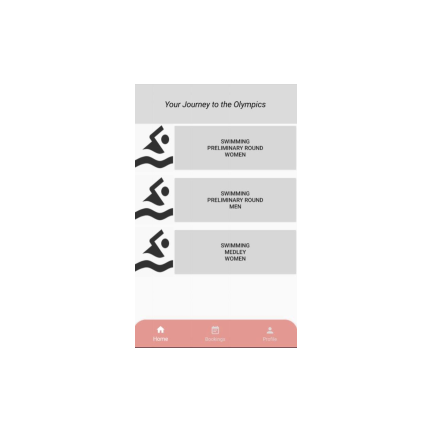 Your Journey to the Olympics
SWIMMING
PRELIMINARY ROUND
WOMEN
SWIMMING
PRELIMINARY ROUND
MEN
SWIMMING
MEDLEY
WOMEN
Home
Bookings
Profile